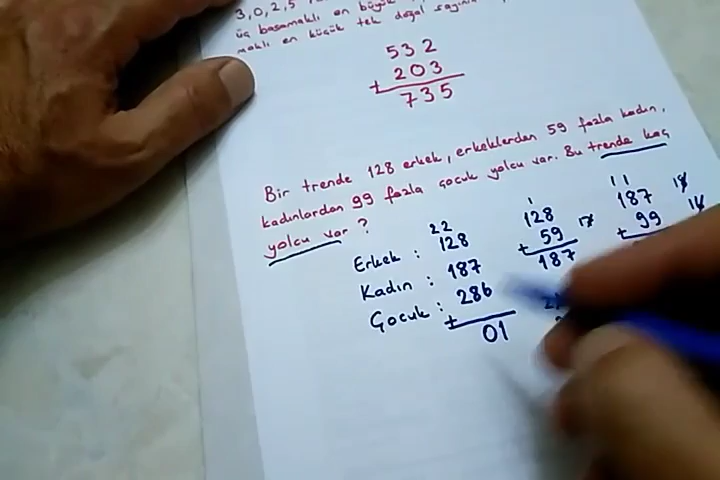 3,0,2,5
üç basamaklı en büyük
maklı en küçük tek doğal sayının
532
+ 203
735
Bir trende 128 erkek, erkeklerden 59 fazla kadın,
kadınlardan 99 fazla çocuk yolcu var. Bu trende kaç
yolcu var ?
22
Erkek : 128
Kadın : 187
Çocuk : 286
+
01
1
128
+ 59 17
187
11
187 18
+ 99